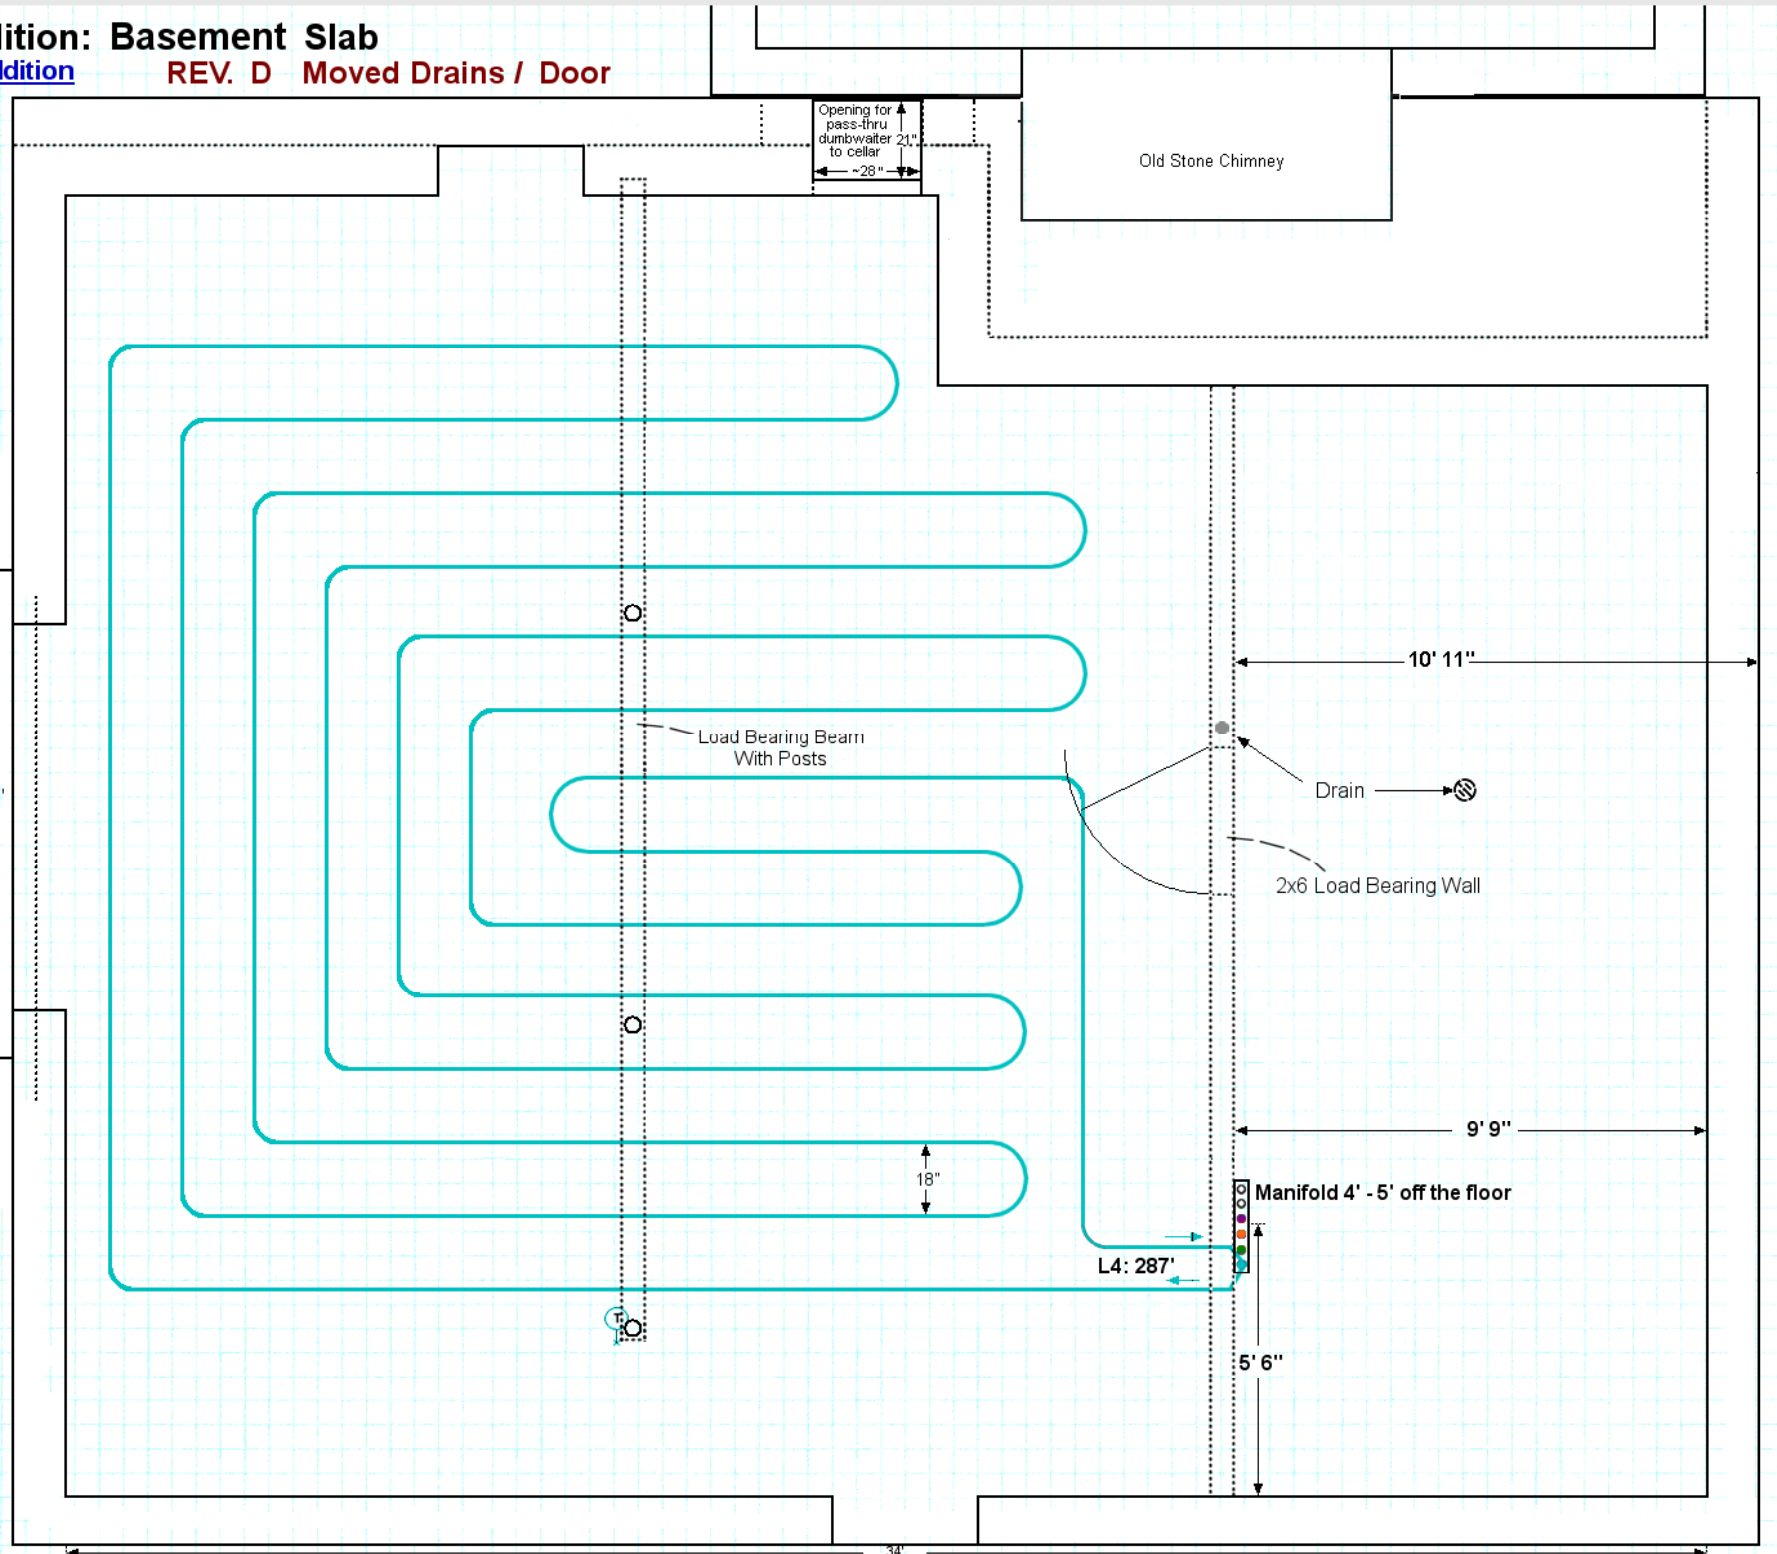 ition: Basement Slab
ddition
REV. D Moved Drains / Door
Opening for
pass-thru
dumbwaiter 21"
to cellar
~28"
Old Stone Chimney
10' 11"
Load Bearing Beam
With Posts
Drain
2x6 Load Bearing Wall
9' 9"
18"
Manifold 4' - 5' off the floor
L4: 287'
T
5' 6"
34'